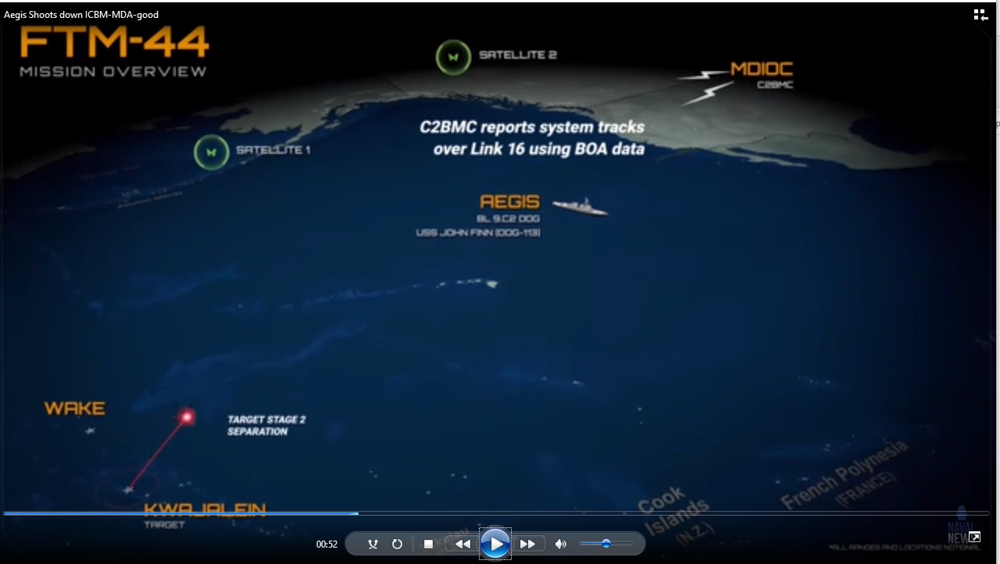 Aegis Shoots down ICBM-MDA-good
FTM-44
MISSION OVERVIEW
SATELLITE 2
MDIOC
C2BMC
C2BMC reports system tracks
over Link 16 using BOA data
SATELLITE 1
AEGIS
BL 9.C2 DDG
USS JOHN FINN (DDG-113)
WAKE
TARGET STAGE 2
SEPARATION
French Polynesia
(FRANCE)
Cook
Islands
(N.Z.)
KWAJALEIN
TARGET
NAVAL
NEWS
00:52
*ALL RANGES AND LOCATIONS NOTIONAL